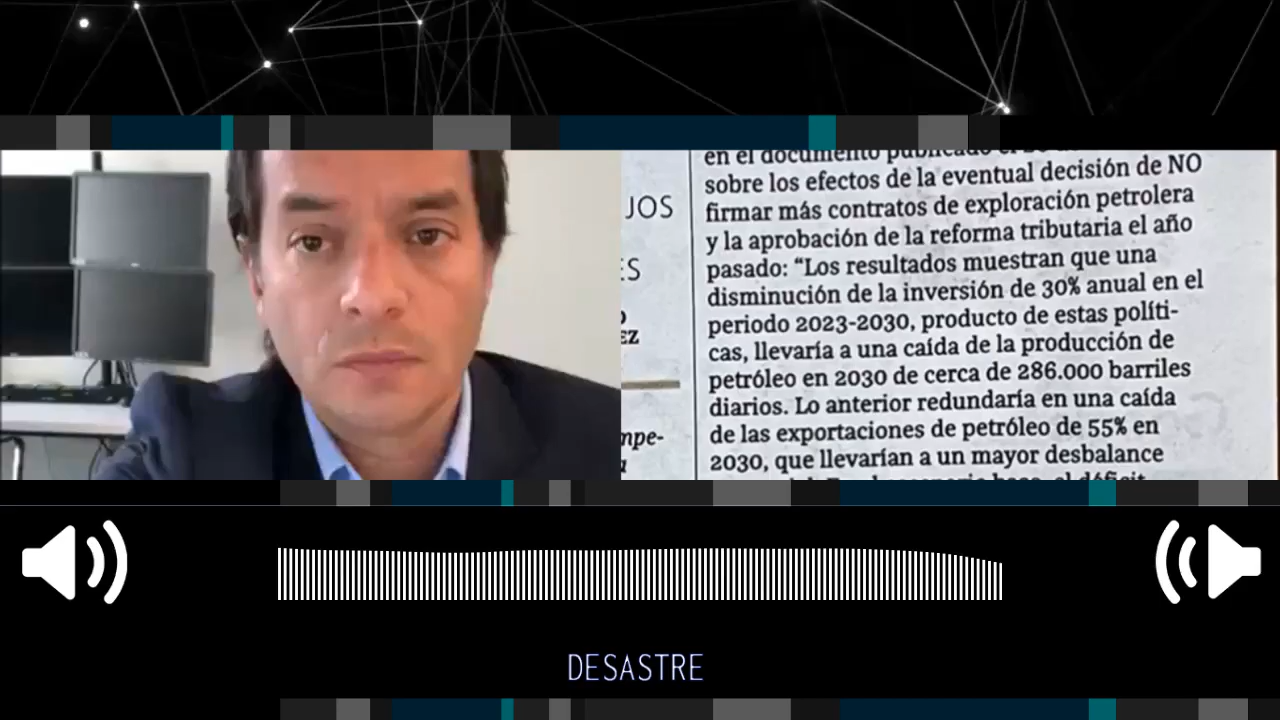 en el documento publicado el
sobre los efectos de la eventual decisión de NO
firmar más contratos de exploración petrolera
y la aprobación de la reforma tributaria el año
pasado: “Los resultados muestran que una
disminución de la inversión de 30% anual en el
periodo 2023-2030, producto de estas políti-
cas, llevaría a una caída de la producción de
petróleo en 2030 de cerca de 286.000 barriles
diarios. Lo anterior redundaría en una caída
de las exportaciones de petróleo de 55% en
2030, que llevarían a un mayor desbalance
JOS
ES
EZ
mpe-
DESASTRE